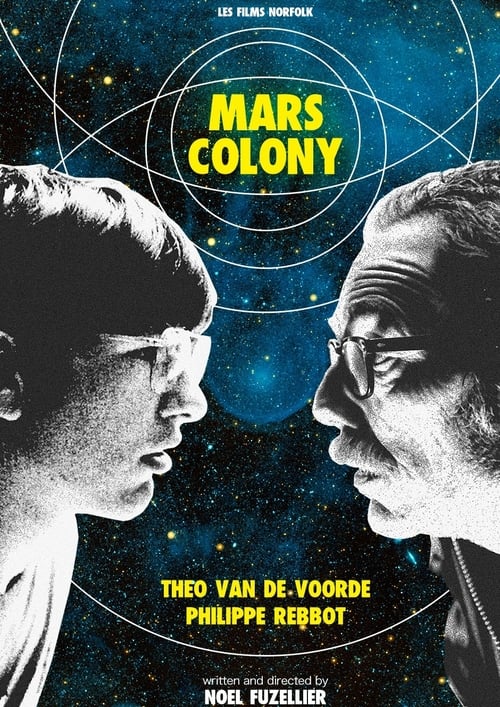 LES FILMS NORFOLK
MARS
COLONY
THEO VAN DE VOORDE
PHILIPPE REBBOT
written and directed by
NOEL FUZELLIER